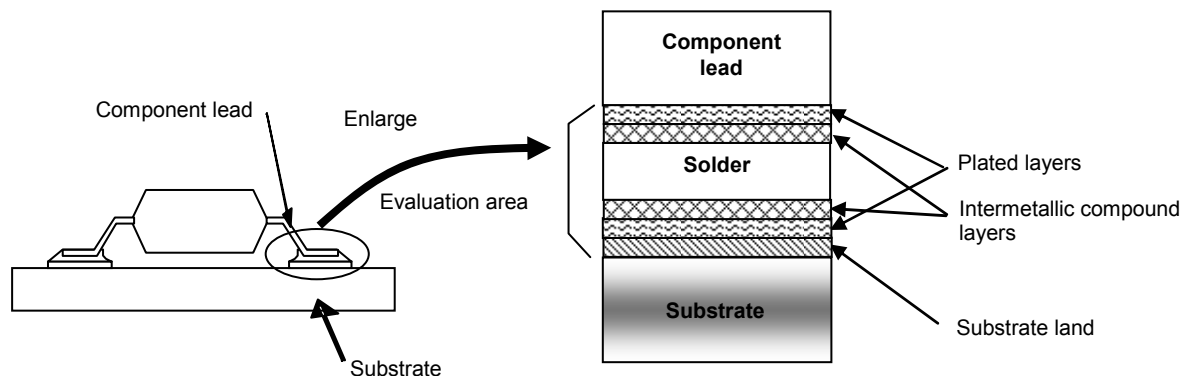 Component lead
Enlarge
Evaluation area
Substrate
Component
lead
Solder
Substrate
Plated layers
Intermetallic compound
layers
Substrate land